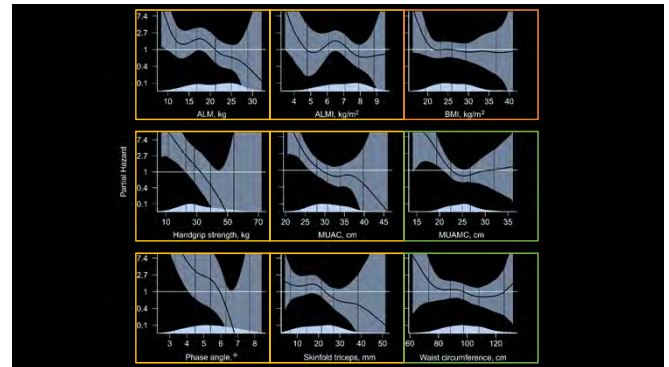 7.4
2.7
1
0.4
0.1
10 15 20 25 30
ALM, kg
4 5 6 7 8 9
ALMI, kg/m²
20 25 30 35 40
BMI, kg/m²
Partial Hazard
7.4
2.7
1
0.4
0.1
10 30 50 70
Handgrip strength, kg
20 25 30 35 40 45
MUAC, cm
15 20 25 30 35
MUAMC, cm
7.4
2.7
1
0.4
0.1
3 4 5 6 7 8
Phase angle, °
10 20 30 40 50
Skinfold triceps, mm
60 80 100 120
Waist circumference, cm